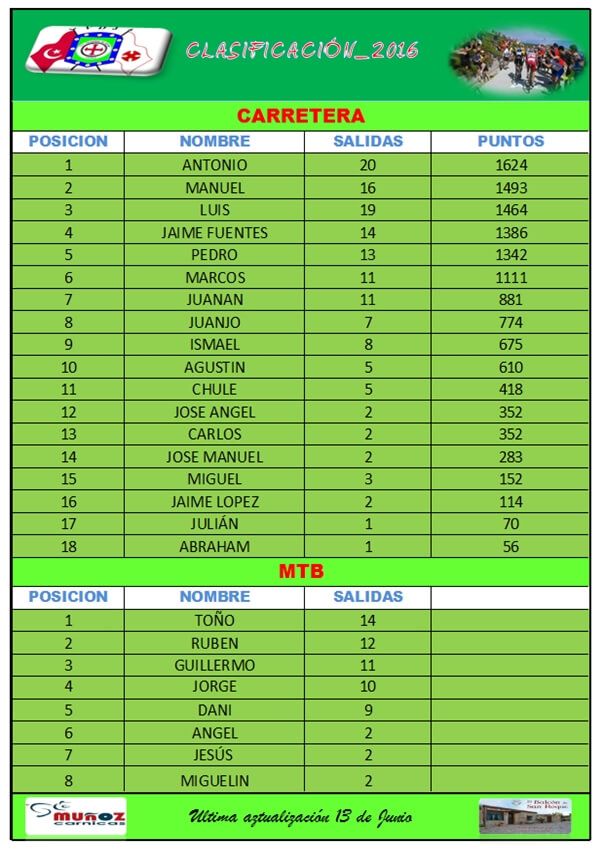 CLASIFICACIÓN_2016
CARRETERA
POSICION NOMBRE SALIDAS PUNTOS
1 ANTONIO 20 1624
2 MANUEL 16 1493
3 LUIS 19 1464
4 JAIME FUENTES 14 1386
5 PEDRO 13 1342
6 MARCOS 11 1111
7 JUANAN 11 881
8 JUANJO 7 774
9 ISMAEL 8 675
10 AGUSTIN 5 610
11 CHULE 5 418
12 JOSE ANGEL 2 352
13 CARLOS 2 352
14 JOSE MANUEL 2 283
15 MIGUEL 3 152
16 JAIME LOPEZ 2 114
17 JULIÁN 1 70
18 ABRAHAM 1 56
MTB
POSICION NOMBRE SALIDAS
1 TOÑO 14
2 RUBEN 12
3 GUILLERMO 11
4 JORGE 10
5 DANI 9
6 ANGEL 2
7 JESÚS 2
8 MIGUELIN 2
MUÑOZ
carnicas
Ultima aztualización 13 de Junio
El Balcón de
San Roque